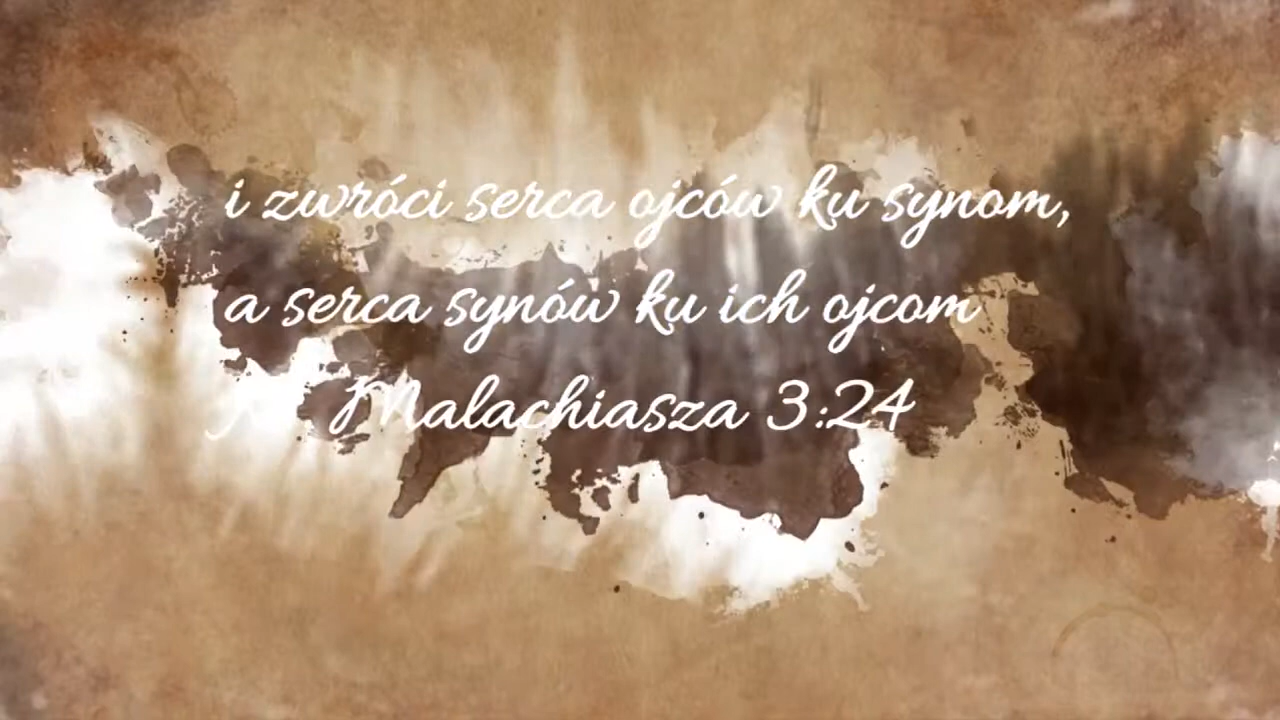 i zwróci serca ojców ku synom,
a serca synów ku ich ojcom
Malachiasza 3:24